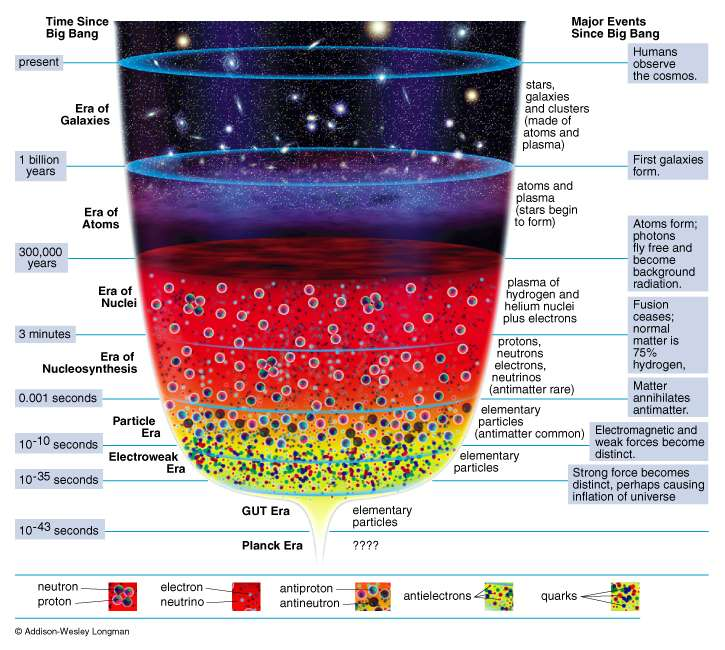 Time Since
Big Bang
Major Events
Since Big Bang
present
Humans
observe
the cosmos.
stars,
galaxies
and clusters
(made of
atoms and
plasma)
Era of
Galaxies
1 billion
years
First galaxies
form.
atoms and
plasma
(stars begin
to form)
Era of
Atoms
Atoms form;
photons
fly free and
become
background
radiation.
300,000
years
Era of
Nuclei
plasma of
hydrogen and
helium nuclei
plus electrons
Fusion
ceases;
normal
matter is
75%
hydrogen,
3 minutes
protons,
neutrons
electrons,
neutrinos
(antimatter rare)
Era of
Nucleosynthesis
Matter
annihilates
antimatter.
0.001 seconds
elementary
particles
(antimatter common)
Particle
Era
Electromagnetic and
weak forces become
distinct.
10-10 seconds
Electroweak
Era
elementary
particles
Strong force becomes
distinct, perhaps causing
inflation of universe
10-35 seconds
GUT Era
elementary
particles
10-43 seconds
Planck Era
????
neutron
proton
electron
neutrino
antiproton
antineutron
antielectrons
quarks
© Addison-Wesley Longman